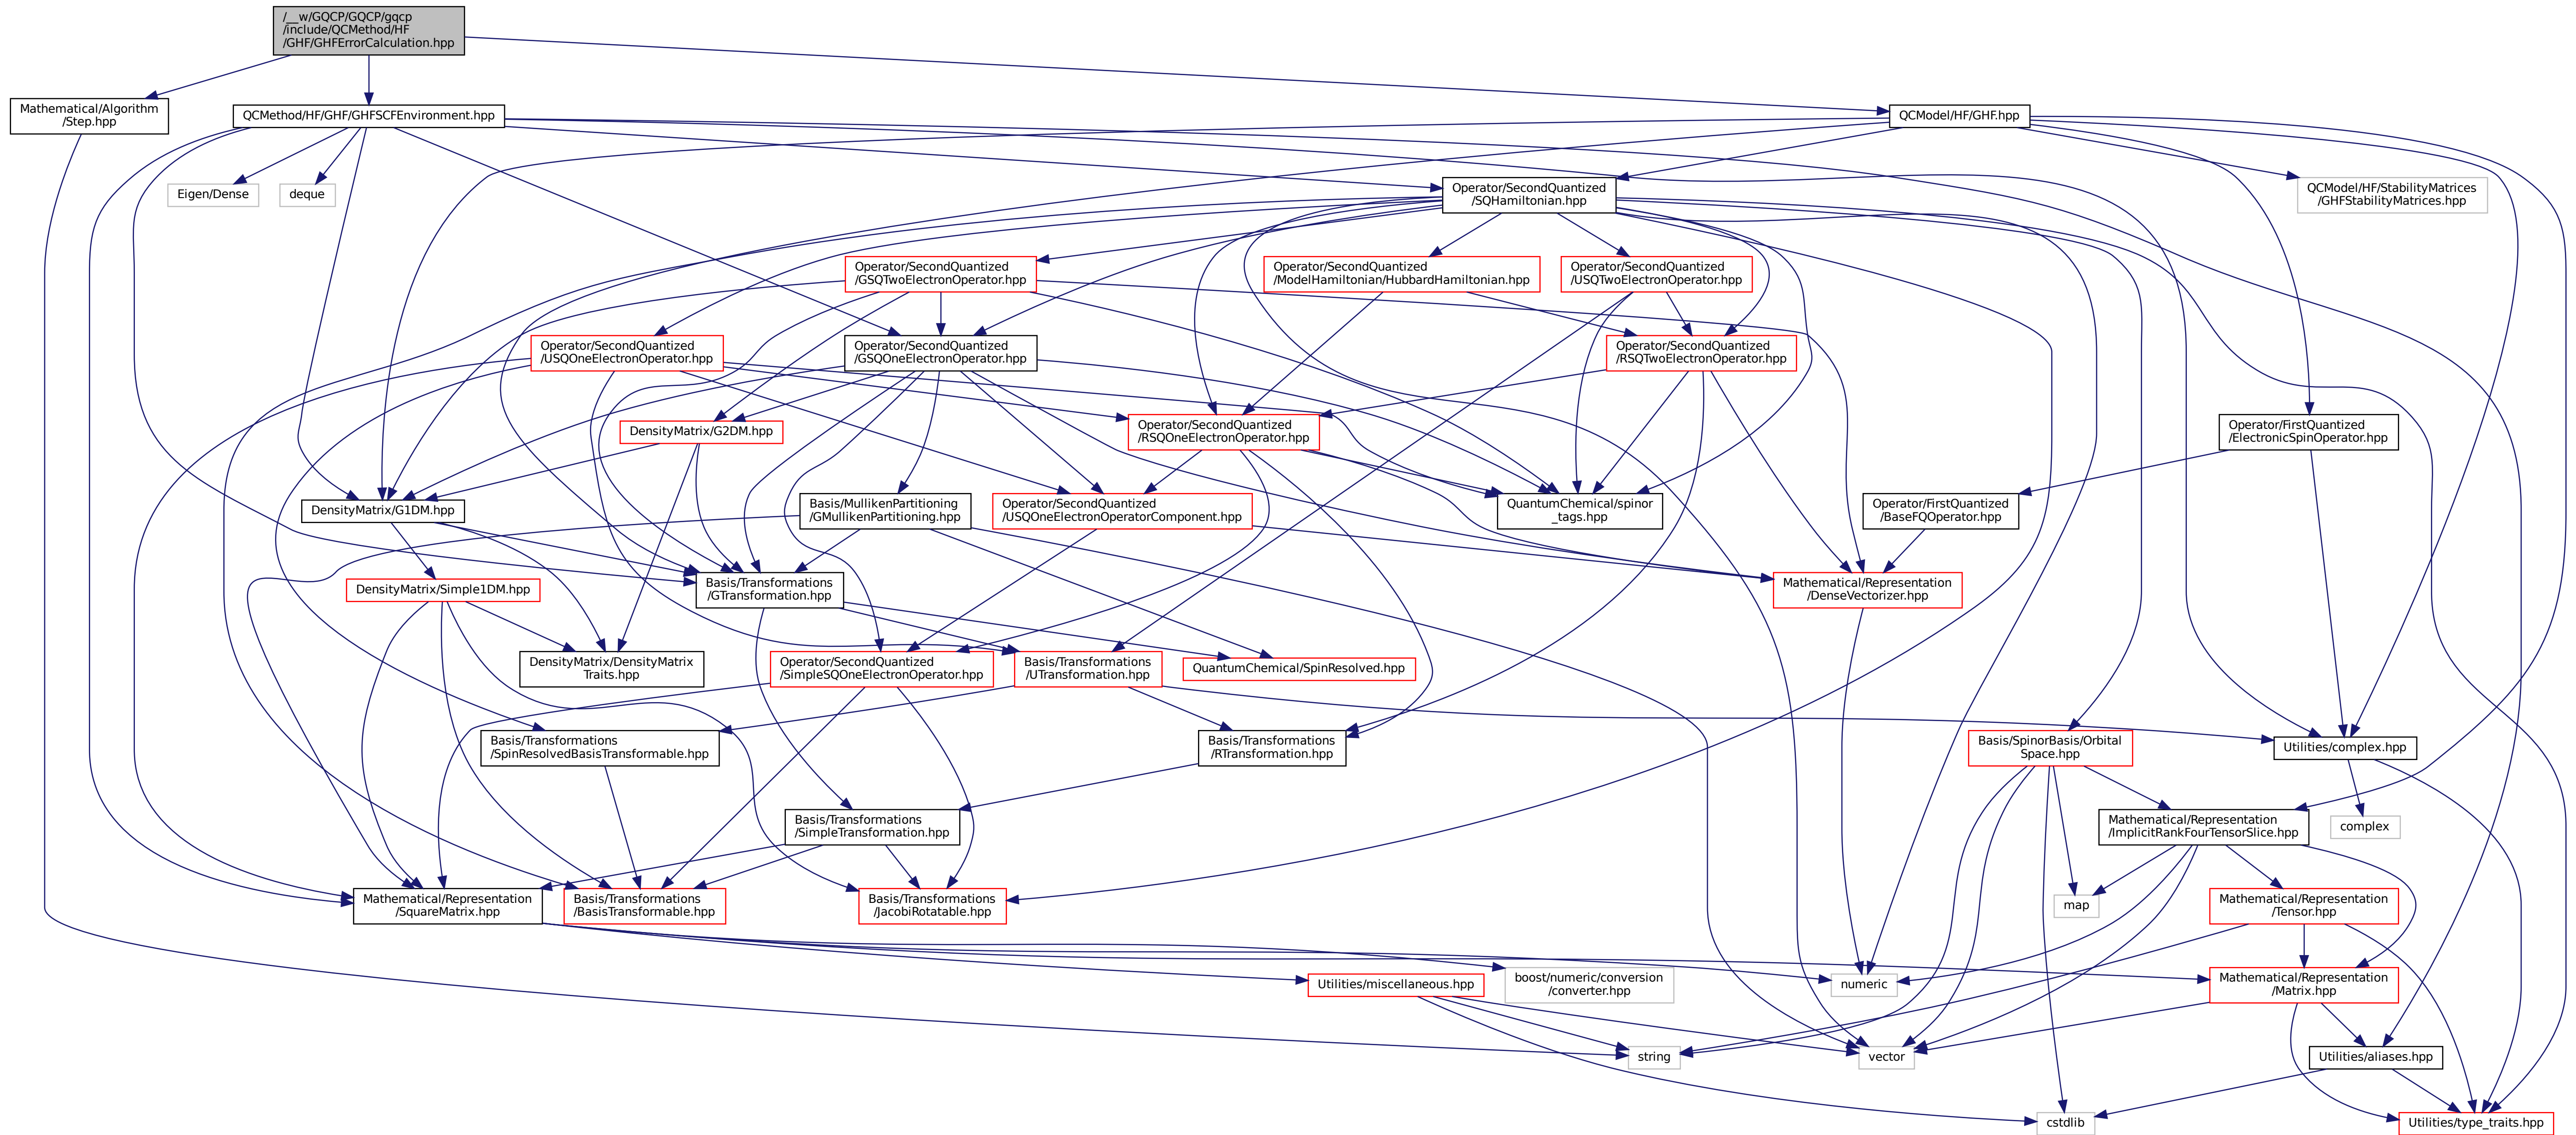 /__w/GQCP/GQCP/gqcp
/include/QCMethod/HF
/GHF/GHFErrorCalculation.hpp
Mathematical/Algorithm
/Step.hpp
QCMethod/HF/GHF/GHFSCFEnvironment.hpp
QCModel/HF/GHF.hpp
Eigen/Dense
deque
Operator/SecondQuantized
/SQHamiltonian.hpp
QCModel/HF/StabilityMatrices
/GHFStabilityMatrices.hpp
Operator/SecondQuantized
/GSQTwoElectronOperator.hpp
Operator/SecondQuantized
/ModelHamiltonian/HubbardHamiltonian.hpp
Operator/SecondQuantized
/USQTwoElectronOperator.hpp
Operator/SecondQuantized
/USQOneElectronOperator.hpp
Operator/SecondQuantized
/GSQOneElectronOperator.hpp
Operator/SecondQuantized
/RSQTwoElectronOperator.hpp
DensityMatrix/G2DM.hpp
Operator/SecondQuantized
/RSQOneElectronOperator.hpp
Operator/FirstQuantized
/ElectronicSpinOperator.hpp
DensityMatrix/G1DM.hpp
Basis/MullikenPartitioning
/GMullikenPartitioning.hpp
Operator/SecondQuantized
/USQOneElectronOperatorComponent.hpp
QuantumChemical/spinor
_tags.hpp
Operator/FirstQuantized
/BaseFQOperator.hpp
DensityMatrix/Simple1DM.hpp
Basis/Transformations
/GTransformation.hpp
Mathematical/Representation
/DenseVectorizer.hpp
DensityMatrix/DensityMatrix
Traits.hpp
Operator/SecondQuantized
/SimpleSQOneElectronOperator.hpp
Basis/Transformations
/UTransformation.hpp
QuantumChemical/SpinResolved.hpp
Basis/Transformations
/SpinResolvedBasisTransformable.hpp
Basis/Transformations
/RTransformation.hpp
Basis/SpinorBasis/Orbital
Space.hpp
Utilities/complex.hpp
Basis/Transformations
/SimpleTransformation.hpp
Mathematical/Representation
/ImplicitRankFourTensorSlice.hpp
complex
Mathematical/Representation
/SquareMatrix.hpp
Basis/Transformations
/BasisTransformable.hpp
Basis/Transformations
/JacobiRotatable.hpp
map
Mathematical/Representation
/Tensor.hpp
Utilities/miscellaneous.hpp
boost/numeric/conversion
/converter.hpp
numeric
Mathematical/Representation
/Matrix.hpp
string
vector
Utilities/aliases.hpp
cstdlib
Utilities/type_traits.hpp